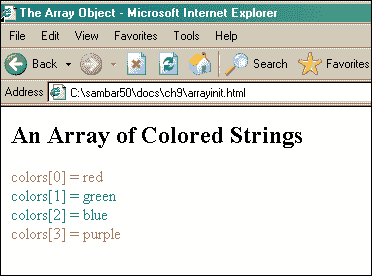 The Array Object - Microsoft Internet Explorer
File Edit View Favorites Tools Help
Back Search Favorites
Address C:\sambar50\docs\ch9\arrayinit.html
An Array of Colored Strings
colors[0] = red
colors[1] = green
colors[2] = blue
colors[3] = purple